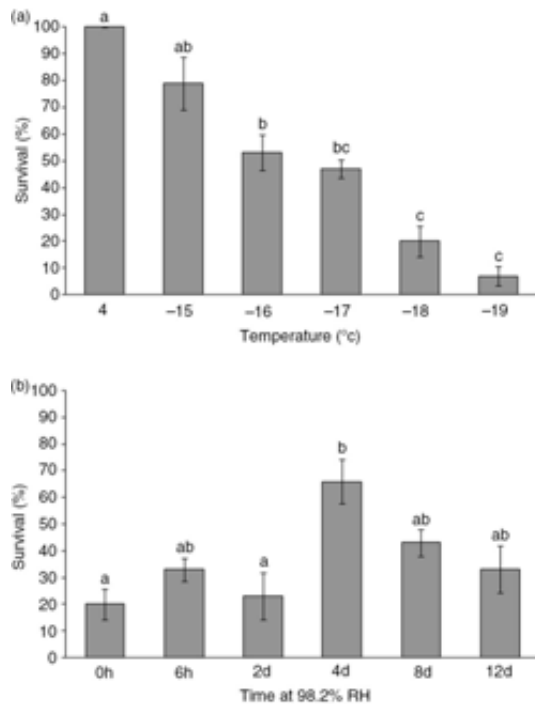 (a)
Survival (%)
100
90
80
70
60
50
40
30
20
10
0
a
ab
b
bc
c
c
4 –15 –16 –17 –18 –19
Temperature (°c)
(b)
Survival (%)
100
90
80
70
60
50
40
30
20
10
0
a
ab
a
b
ab
ab
0h 6h 2d 4d 8d 12d
Time at 98.2% RH